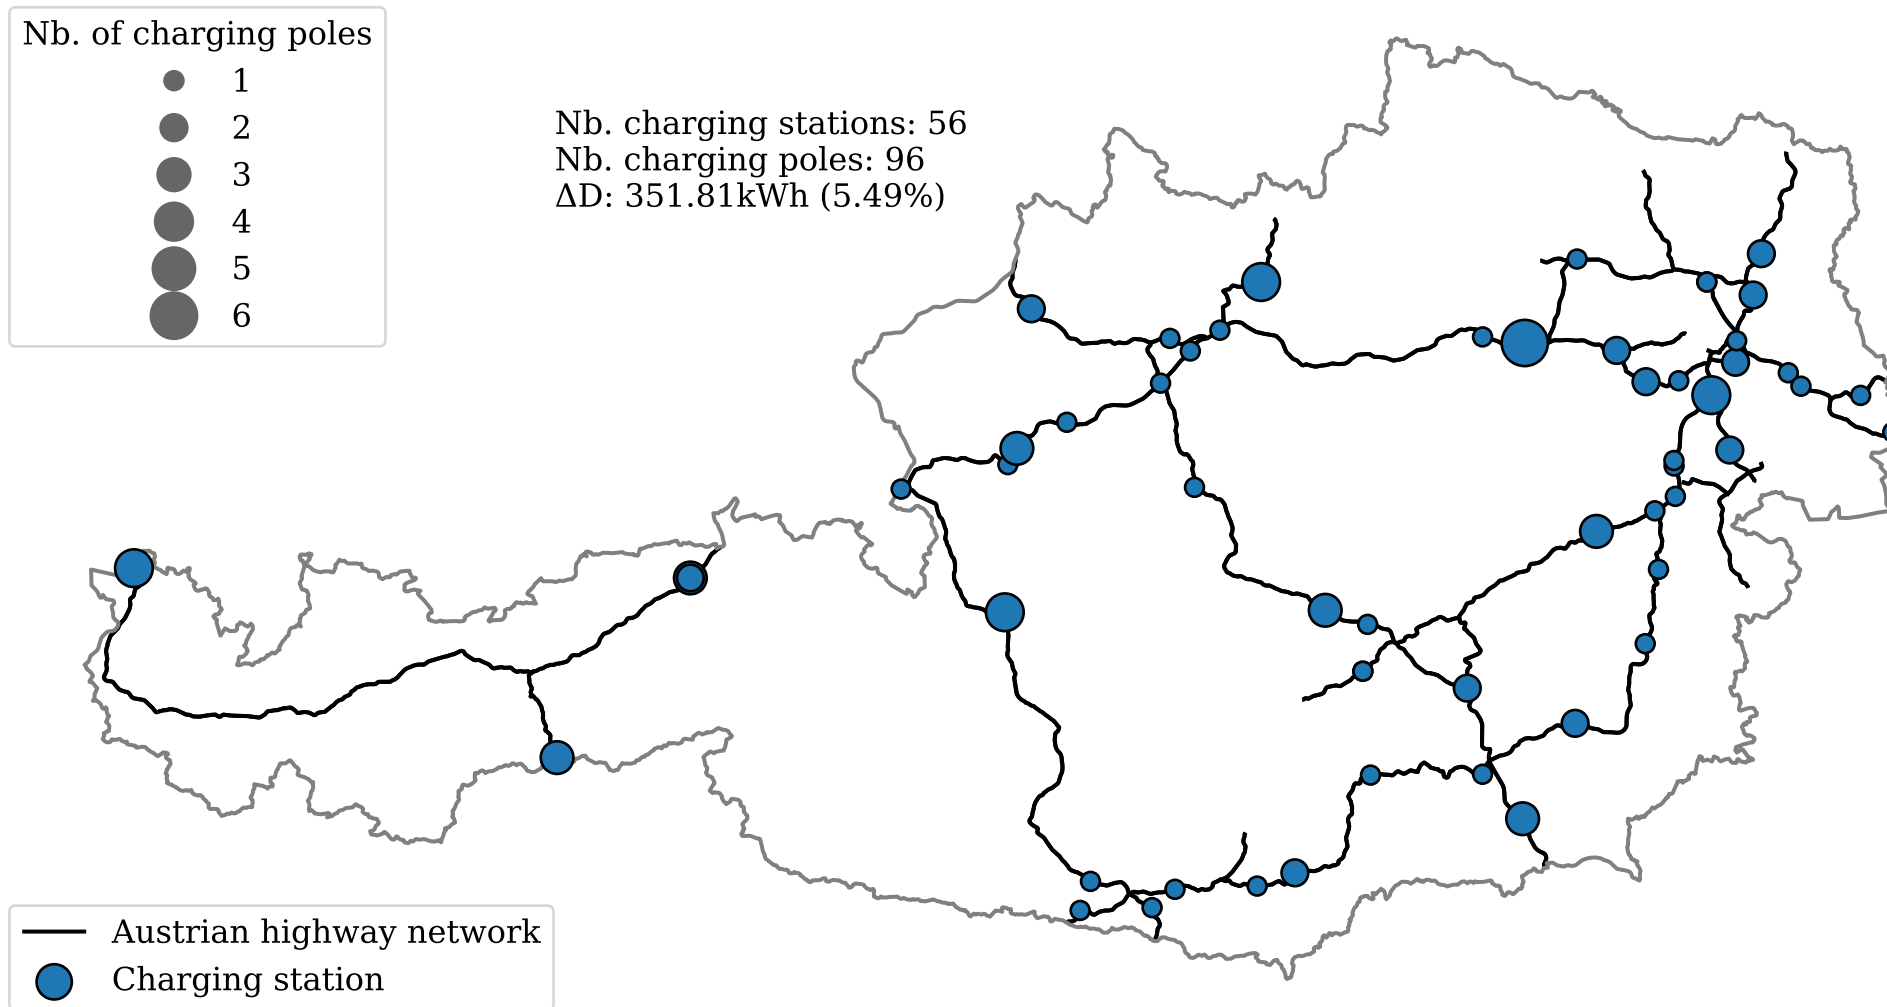 Nb. of charging poles
1
2
3
4
5
6
Nb. charging stations: 56
Nb. charging poles: 96
ΔD: 351.81kWh (5.49%)
Austrian highway network
Charging station